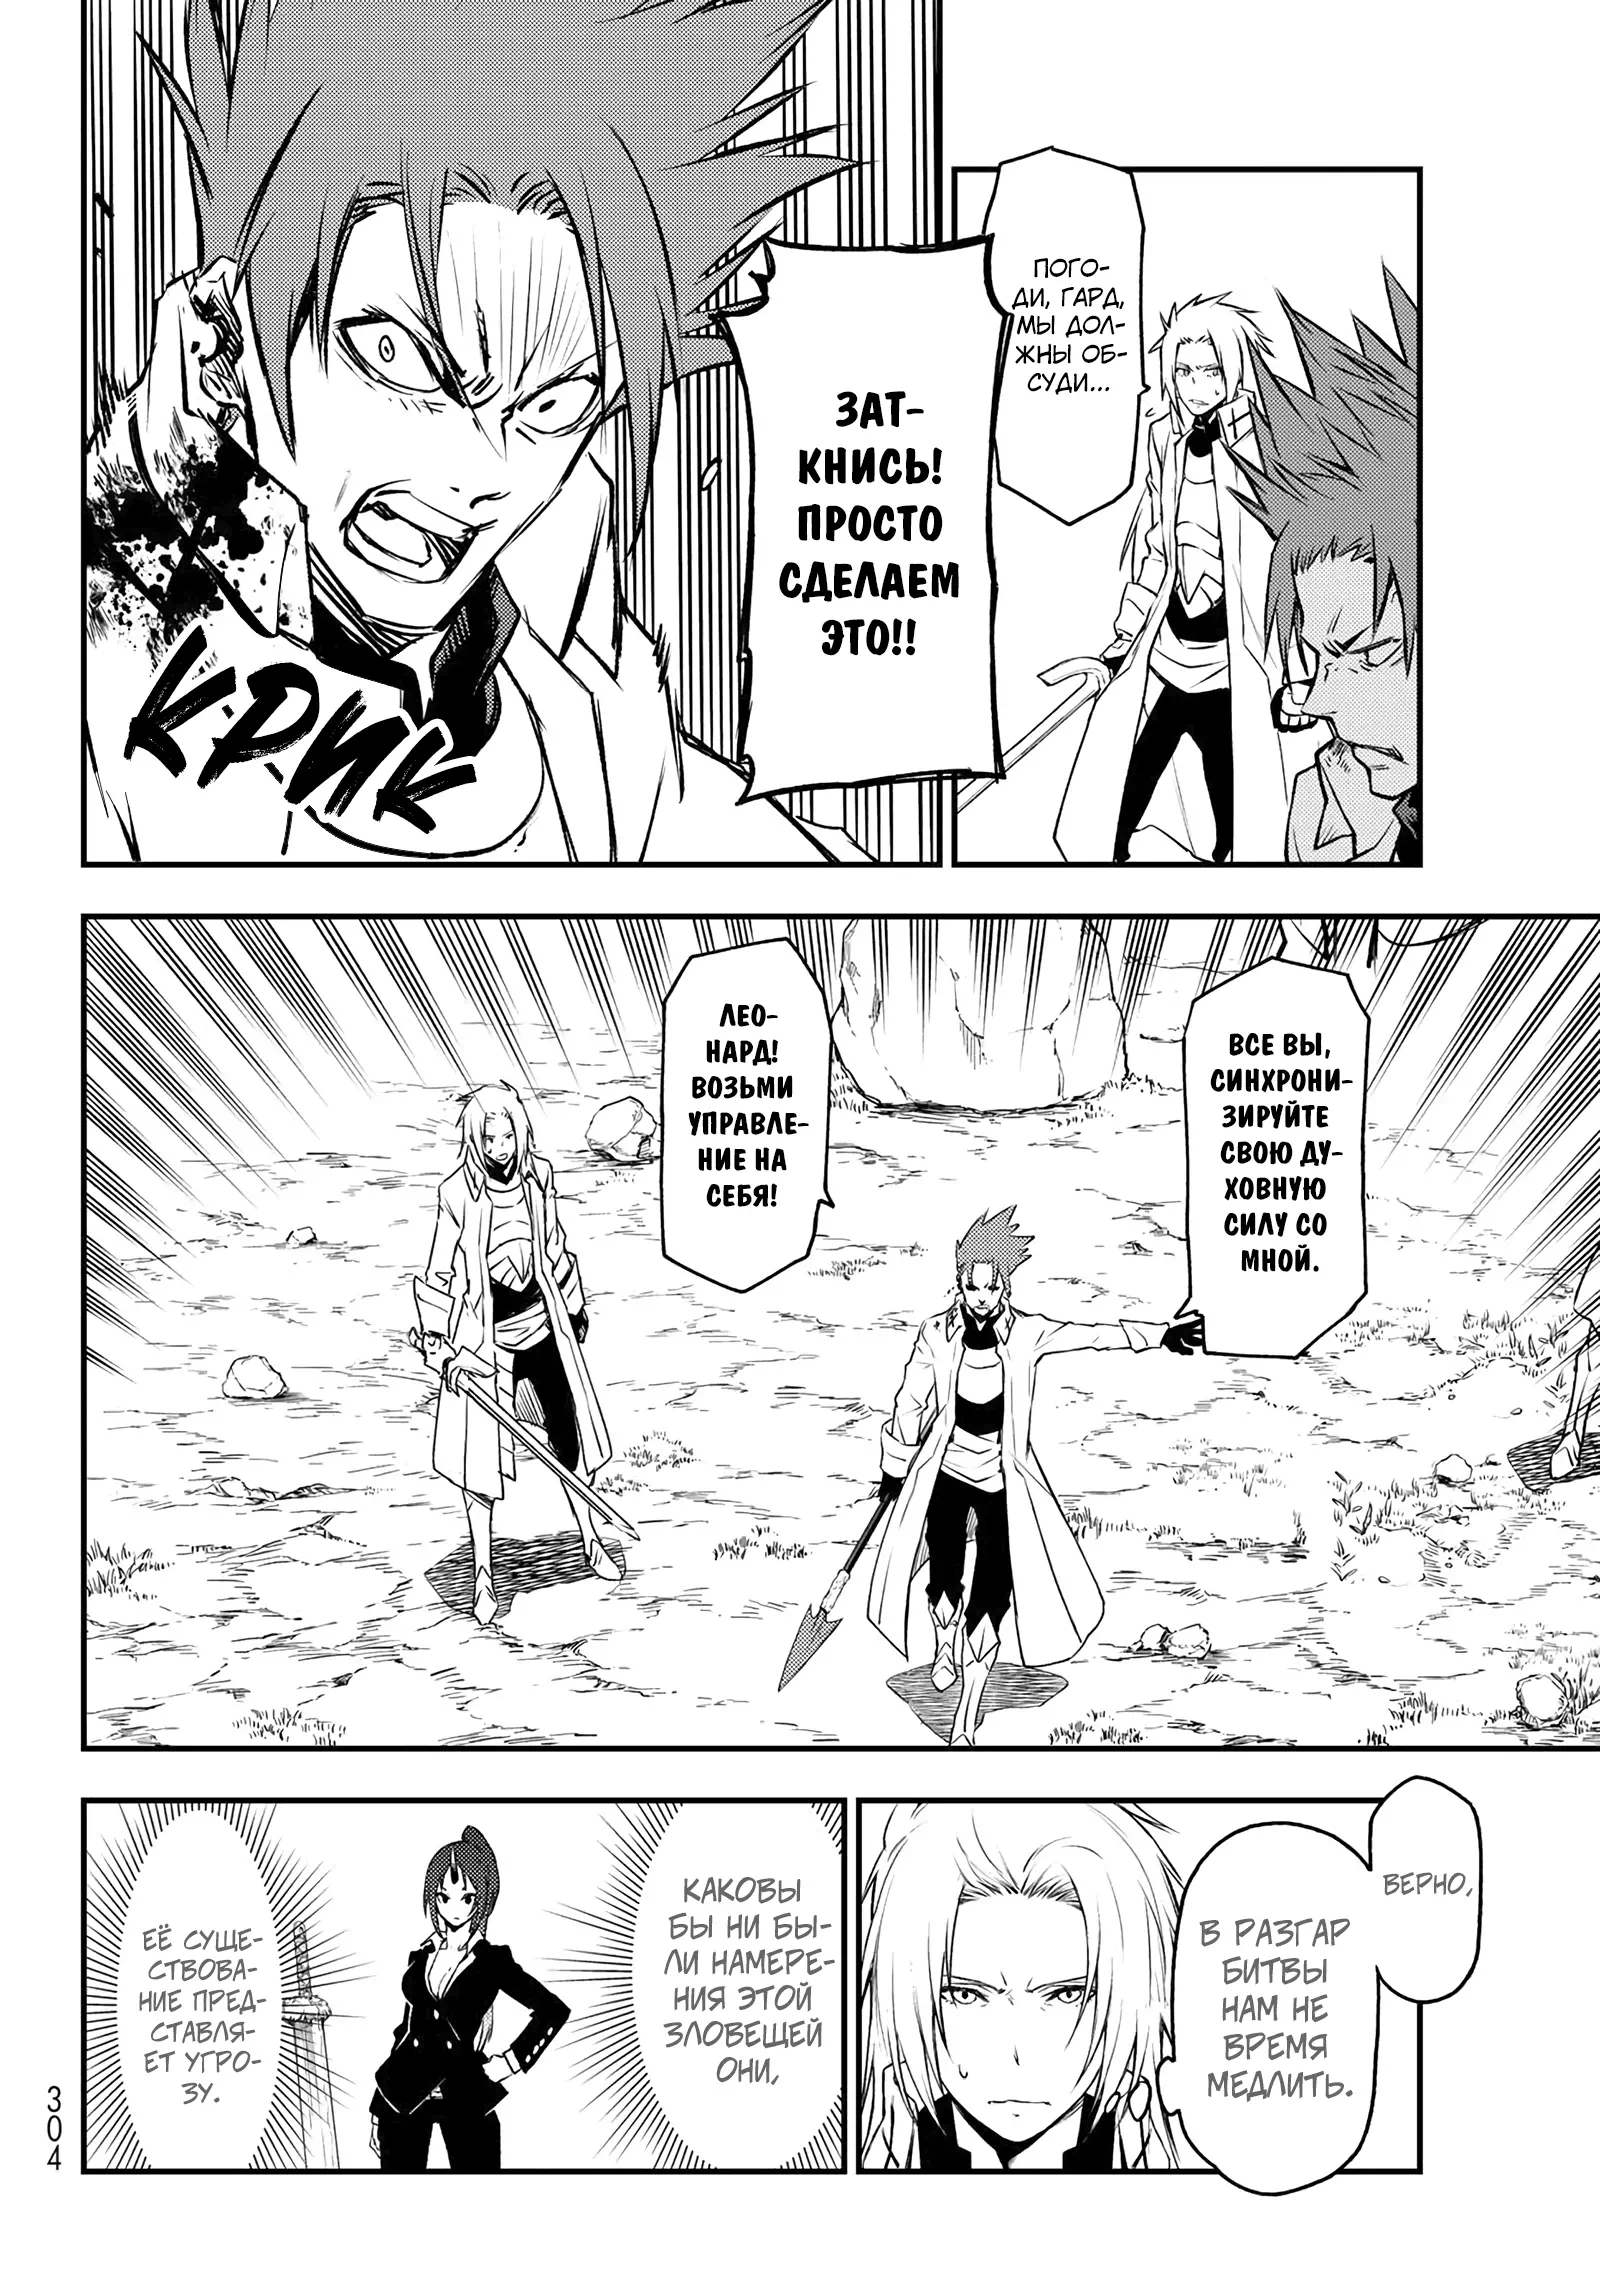 ПОГО-
ДИ, ГАРД,
МЫ ДОЛ-
ЖНЫ ОБ-
СУДИ...
ЗАТ-
КНИСЬ!
ПРОСТО
СДЕЛАЕМ
ЭТО!!
КРИК
ВСЕ ВЫ,
СИНХРОНИ-
ЗИРУЙТЕ
СВОЮ ДУ-
ХОВНУЮ
СИЛУ СО
МНОЙ.
ЛЕО-
НАРД!
ВОЗЬМИ
УПРАВЛЕ-
НИЕ НА
СЕБЯ!
ВЕРНО,
В РАЗГАР
БИТВЫ
НАМ НЕ
ВРЕМЯ
МЕДЛИТЬ.
КАКОВЫ
БЫ НИ БЫ-
ЛИ НАМЕРЕ-
НИЯ ЭТОЙ
ЗЛОВЕЩЕЙ
ОНИ,
ЕЁ СУЩЕ-
СТВОВА-
НИЕ ПРЕД-
СТАВЛЯ-
ЕТ УГРО-
ЗУ.
304